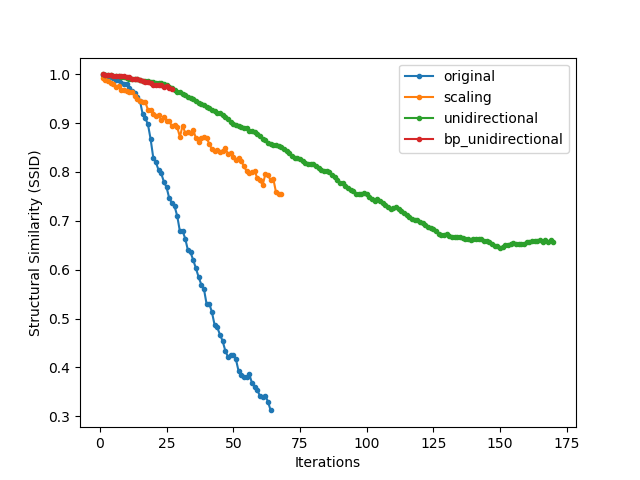 original
scaling
unidirectional
bp_unidirectional
1.0
0.9
0.8
0.7
0.6
0.5
0.4
0.3
Structural Similarity (SSID)
0 25 50 75 100 125 150 175
Iterations